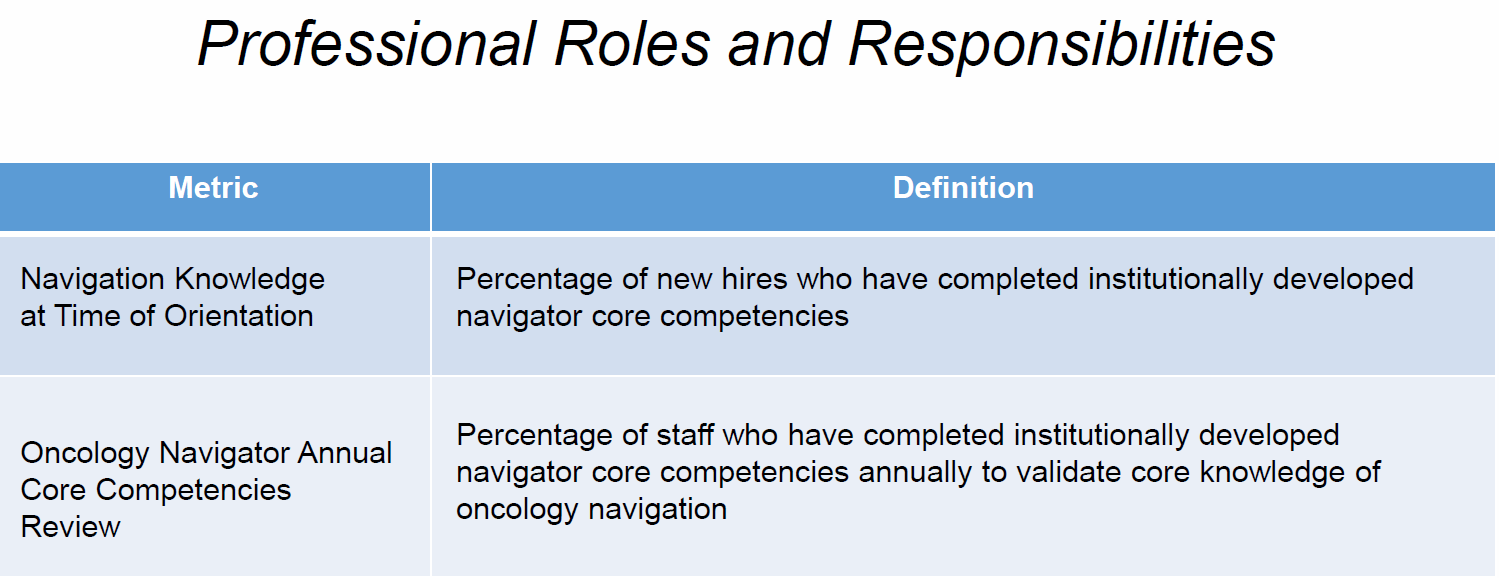 Professional Roles and Responsibilities
Metric
Definition
Navigation Knowledge
at Time of Orientation
Percentage of new hires who have completed institutionally developed
navigator core competencies
Oncology Navigator Annual
Core Competencies
Review
Percentage of staff who have completed institutionally developed
navigator core competencies annually to validate core knowledge of
oncology navigation